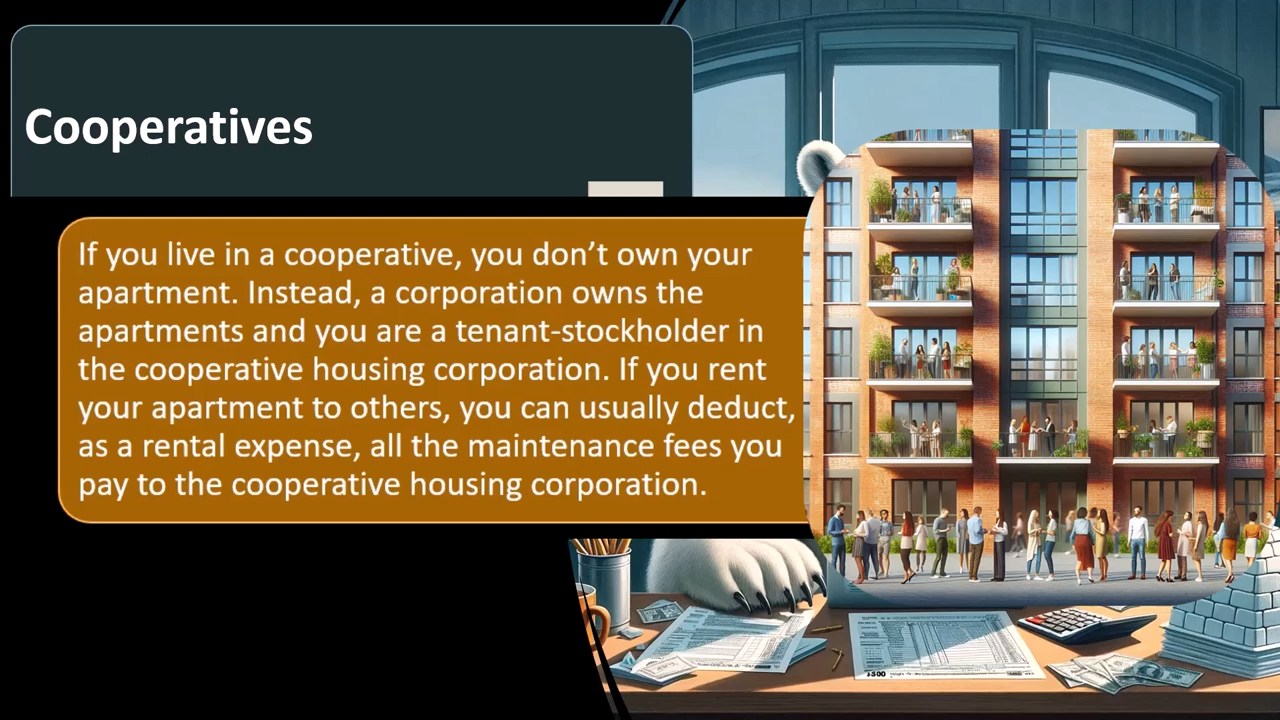 Cooperatives
If you live in a cooperative, you don’t own your
apartment. Instead, a corporation owns the
apartments and you are a tenant-stockholder in
the cooperative housing corporation. If you rent
your apartment to others, you can usually deduct,
as a rental expense, all the maintenance fees you
pay to the cooperative housing corporation.